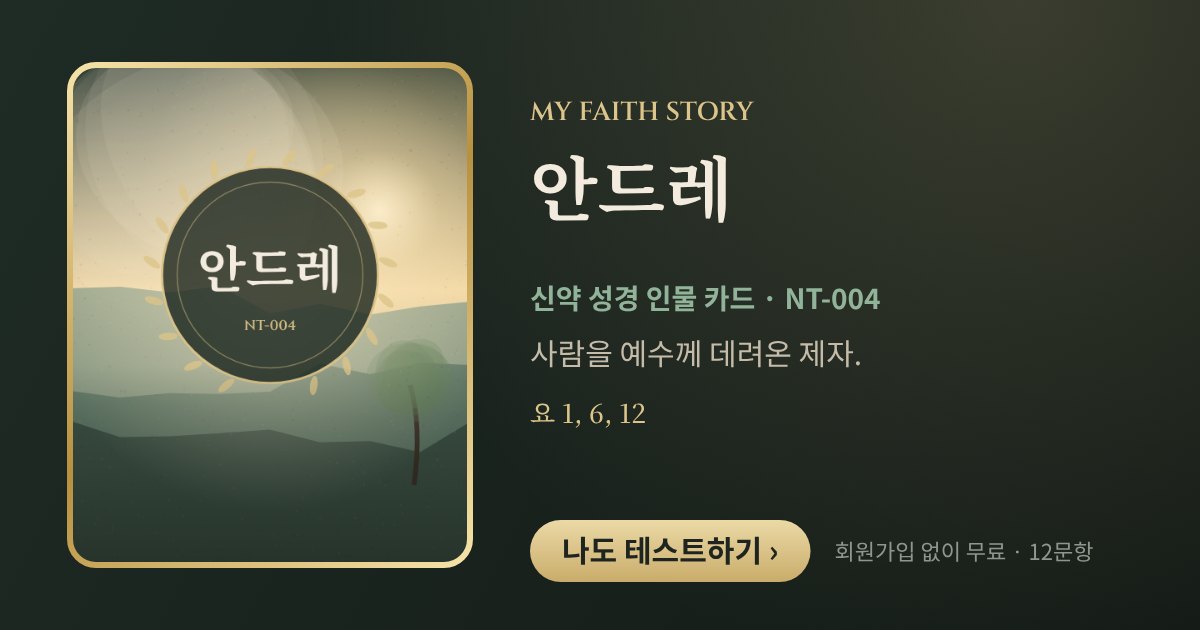 안드레
NT-004
MY FAITH STORY
안드레
신약 성경 인물 카드 · NT-004
사람을 예수께 데려온 제자.
요 1, 6, 12
나도 테스트하기 ›
회원가입 없이 무료 · 12문항